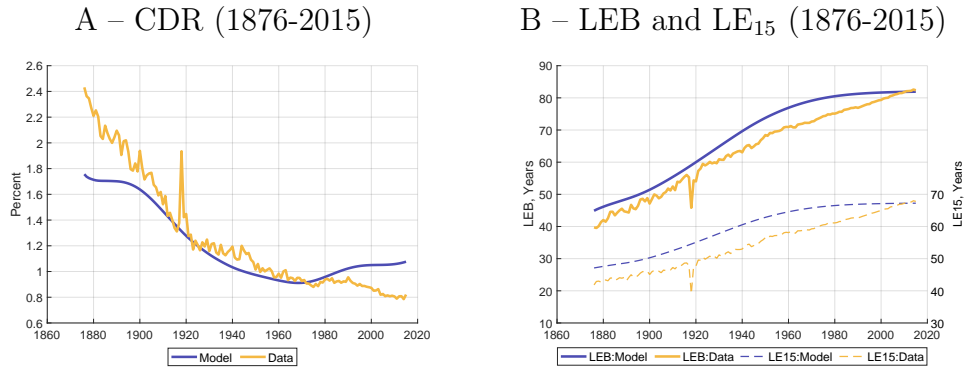 A – CDR (1876-2015)
2.6
2.4
2.2
2
1.8
1.6
1.4
1.2
1
0.8
0.6
Percent
1860 1880 1900 1920 1940 1960 1980 2000 2020
Model Data
B – LEB and LE15 (1876-2015)
90
80
70
60
50
40
30
20
10
LEB, Years
70
60
50
40
30
LE15, Years
1860 1880 1900 1920 1940 1960 1980 2000 2020
LEB:Model LEB:Data LE15:Model LE15:Data